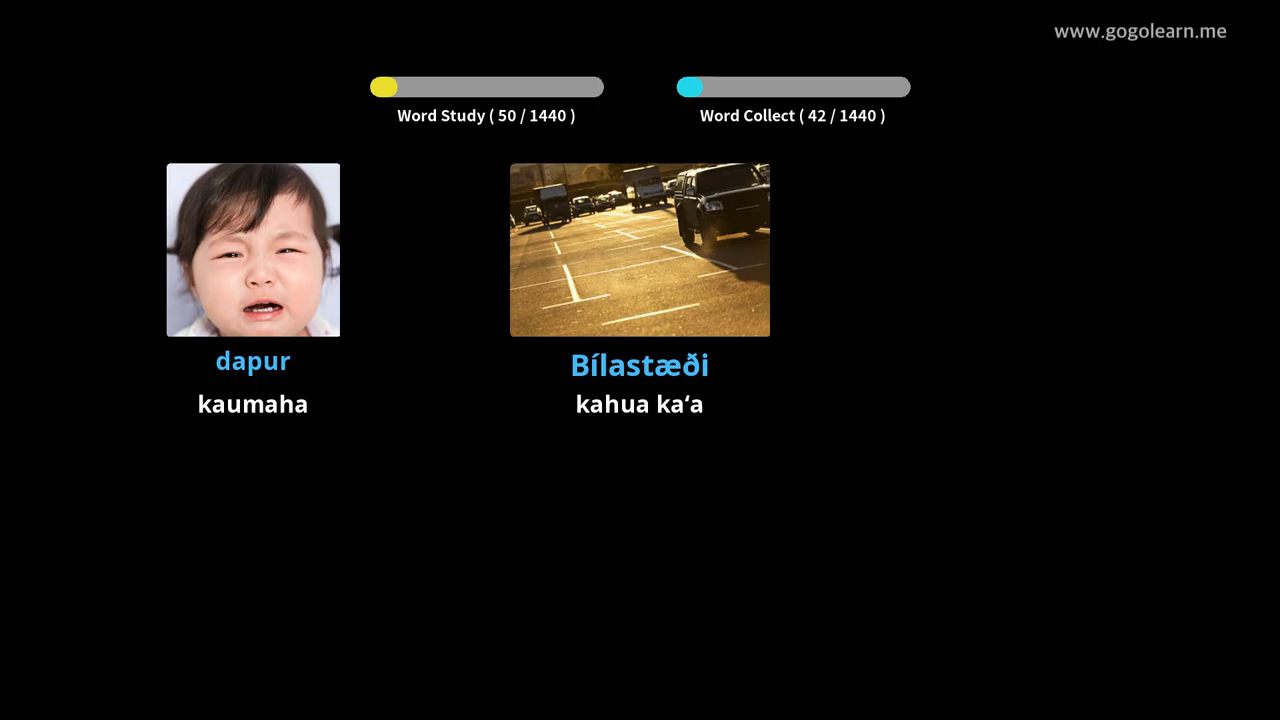 www.gogolearn.me
Word Study ( 50 / 1440 )
Word Collect ( 42 / 1440 )
dapur
Bílastæði
kaumaha
kahua kaʻa